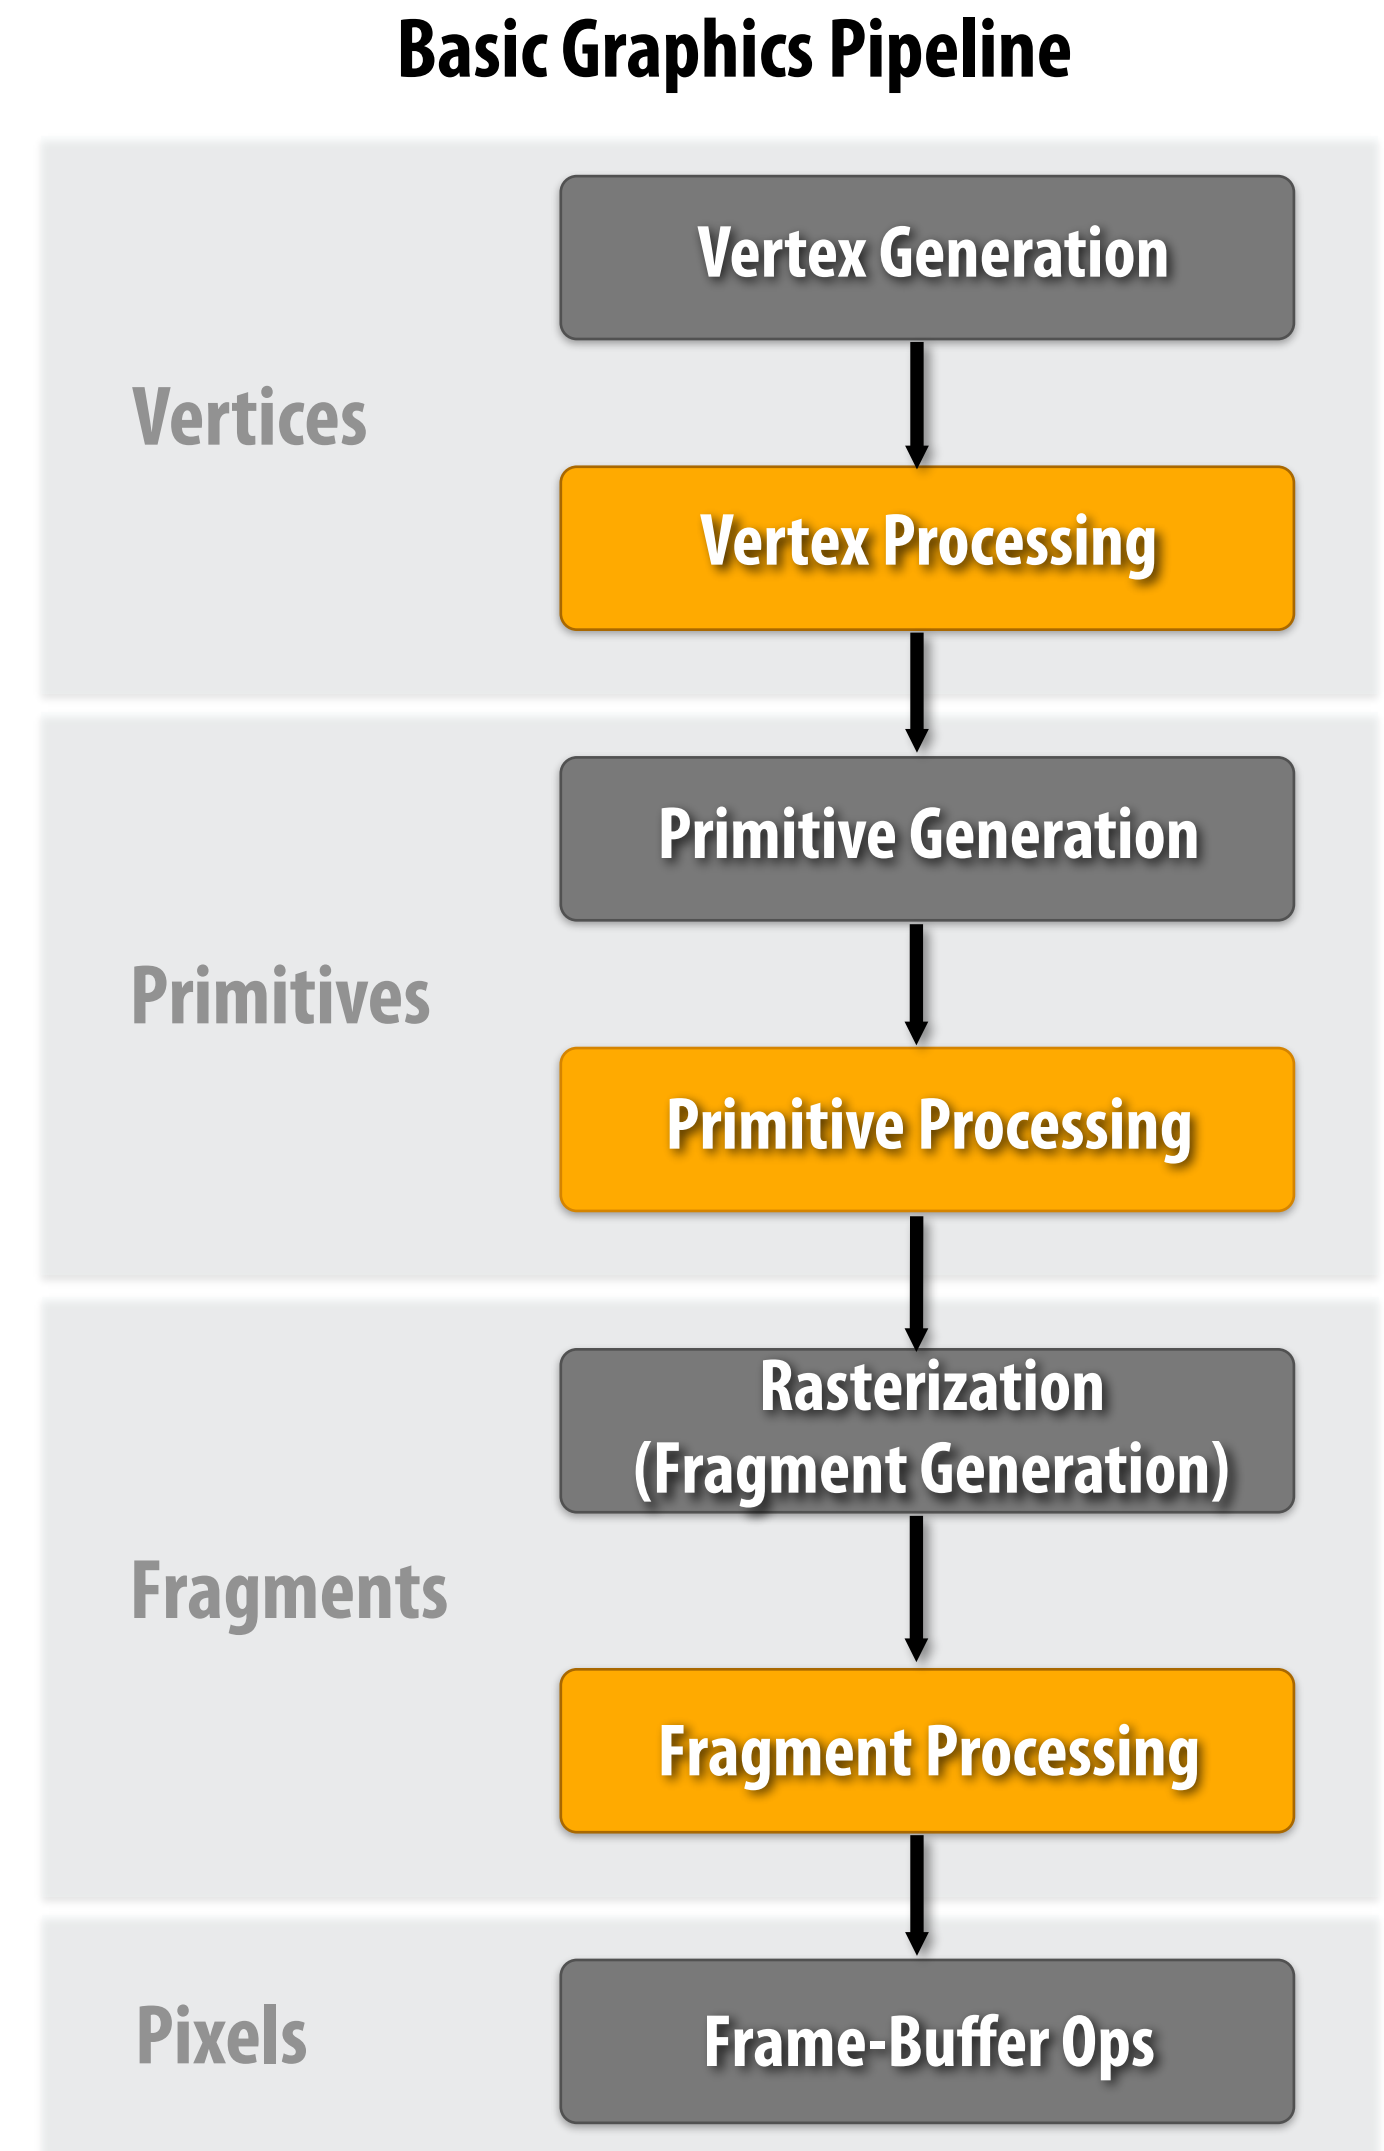 Basic Graphics Pipeline
Vertex Generation
Vertices
Vertex Processing
Primitive Generation
Primitives
Primitive Processing
Rasterization
(Fragment Generation)
Fragments
Fragment Processing
Pixels
Frame-Buffer Ops